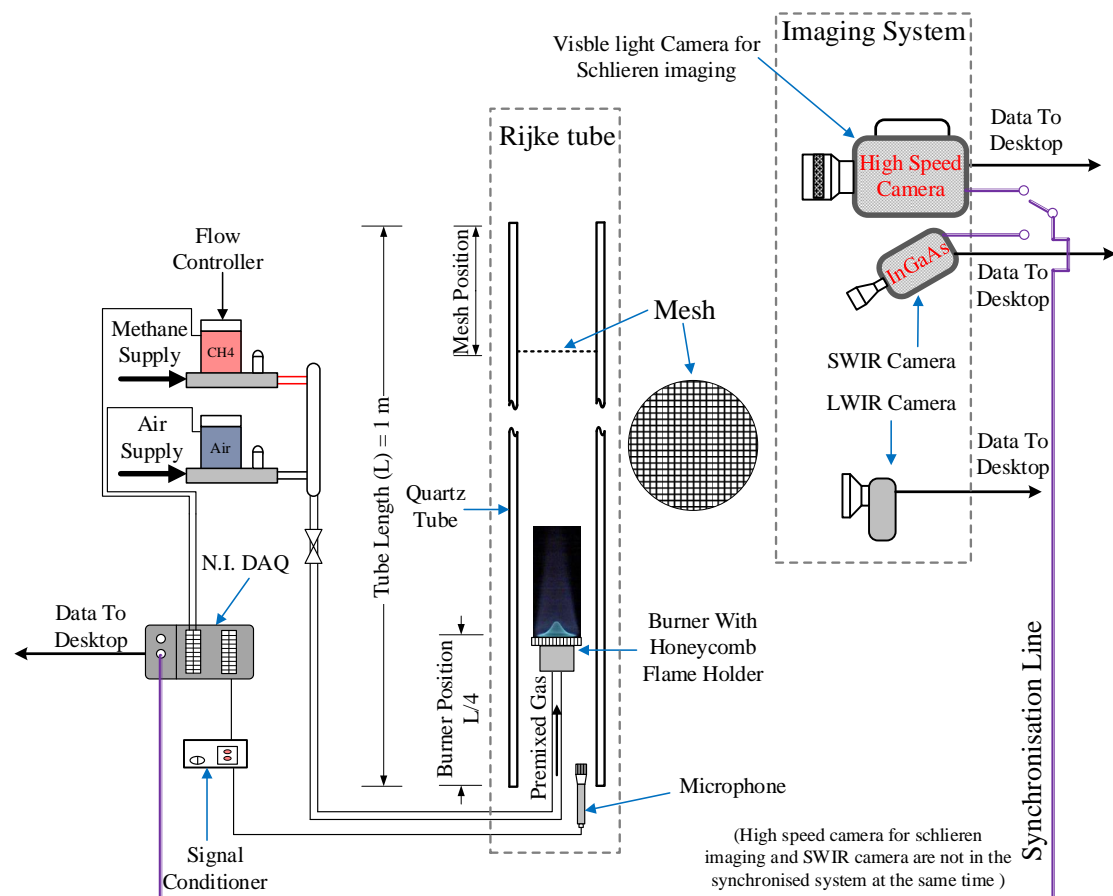 Imaging System
Visble light Camera for
Schlieren imaging
Data To
Desktop
High Speed
Camera
InGaAs
Data To
Desktop
SWIR Camera
LWIR Camera
Data To
Desktop
Rijke tube
Flow
Controller
Methane
Supply
CH4
Air
Supply
Air
Mesh Position
Mesh
Tube Length (L) = 1 m
Quartz
Tube
N.I. DAQ
Data To
Desktop
Burner With
Honeycomb
Flame Holder
Burner Position
L/4
Premixed Gas
Microphone
Signal
Conditioner
(High speed camera for schlieren
imaging and SWIR camera are not in the
synchronised system at the same time )
Synchronisation Line